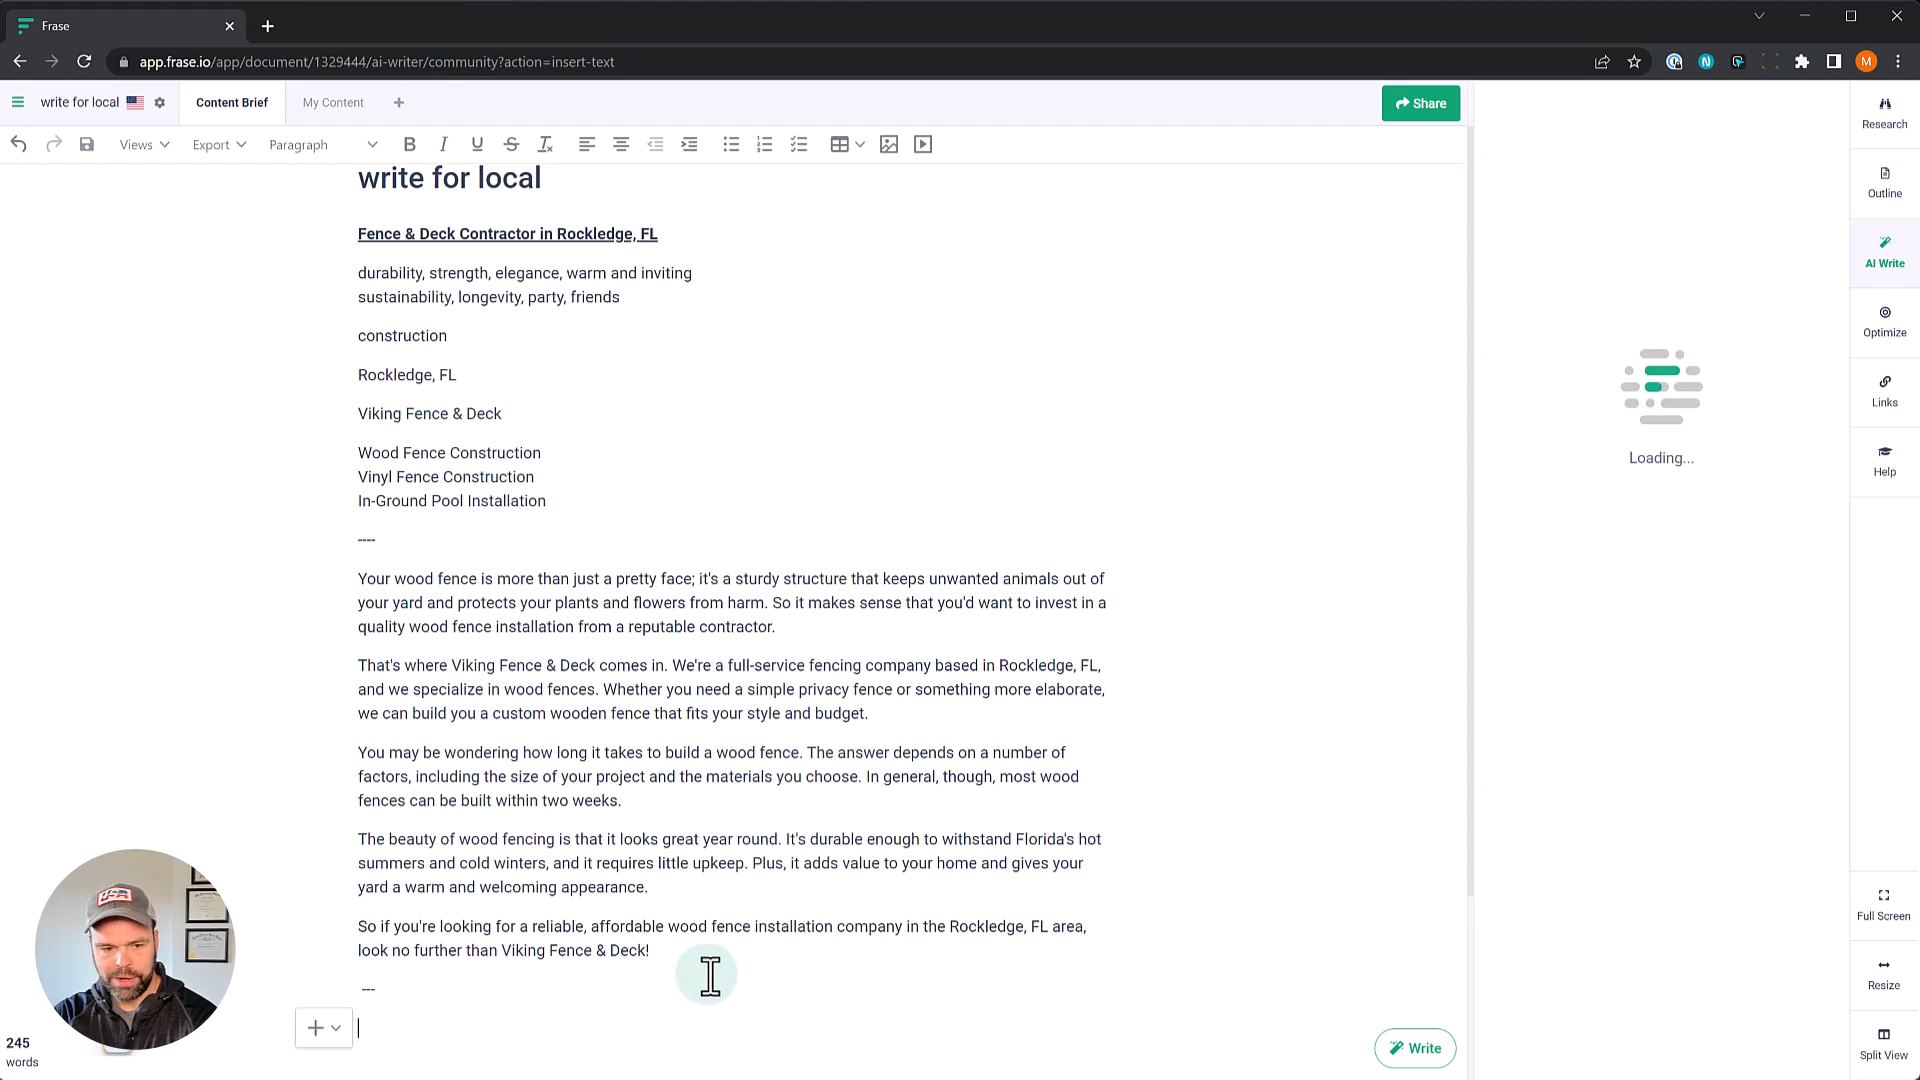 Frase
app.frase.io/app/document/1329444/ai-writer/community?action=insert-text
M
write for local
Content Brief
My Content
Share
Views
Export
Paragraph
write for local
Fence & Deck Contractor in Rockledge, FL
durability, strength, elegance, warm and inviting
sustainability, longevity, party, friends
construction
Rockledge, FL
Viking Fence & Deck
Wood Fence Construction
Vinyl Fence Construction
In-Ground Pool Installation
----
Your wood fence is more than just a pretty face; it's a sturdy structure that keeps unwanted animals out of
your yard and protects your plants and flowers from harm. So it makes sense that you'd want to invest in a
quality wood fence installation from a reputable contractor.
That's where Viking Fence & Deck comes in. We're a full-service fencing company based in Rockledge, FL,
and we specialize in wood fences. Whether you need a simple privacy fence or something more elaborate,
we can build you a custom wooden fence that fits your style and budget.
You may be wondering how long it takes to build a wood fence. The answer depends on a number of
factors, including the size of your project and the materials you choose. In general, though, most wood
fences can be built within two weeks.
The beauty of wood fencing is that it looks great year round. It's durable enough to withstand Florida's hot
summers and cold winters, and it requires little upkeep. Plus, it adds value to your home and gives your
yard a warm and welcoming appearance.
So if you're looking for a reliable, affordable wood fence installation company in the Rockledge, FL area,
look no further than Viking Fence & Deck!
---
245
words
Write
Loading...
Research
Outline
AI Write
Optimize
Links
Help
Full Screen
Resize
Split View